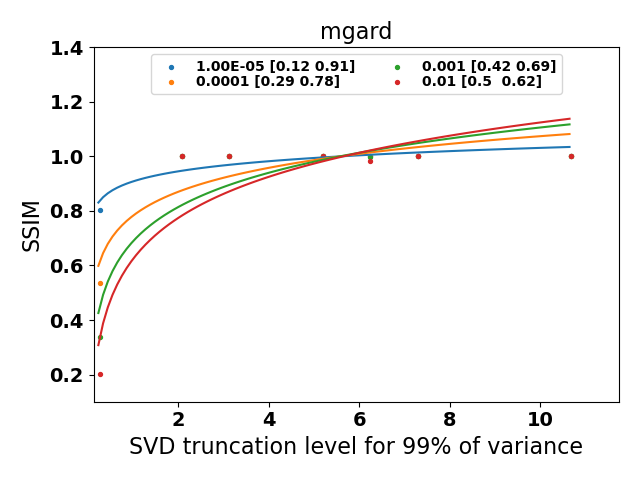 mgard
1.00E-05 [0.12 0.91]
0.0001 [0.29 0.78]
0.001 [0.42 0.69]
0.01 [0.5  0.62]
1.4
1.2
1.0
0.8
0.6
0.4
0.2
SSIM
2 4 6 8 10
SVD truncation level for 99% of variance